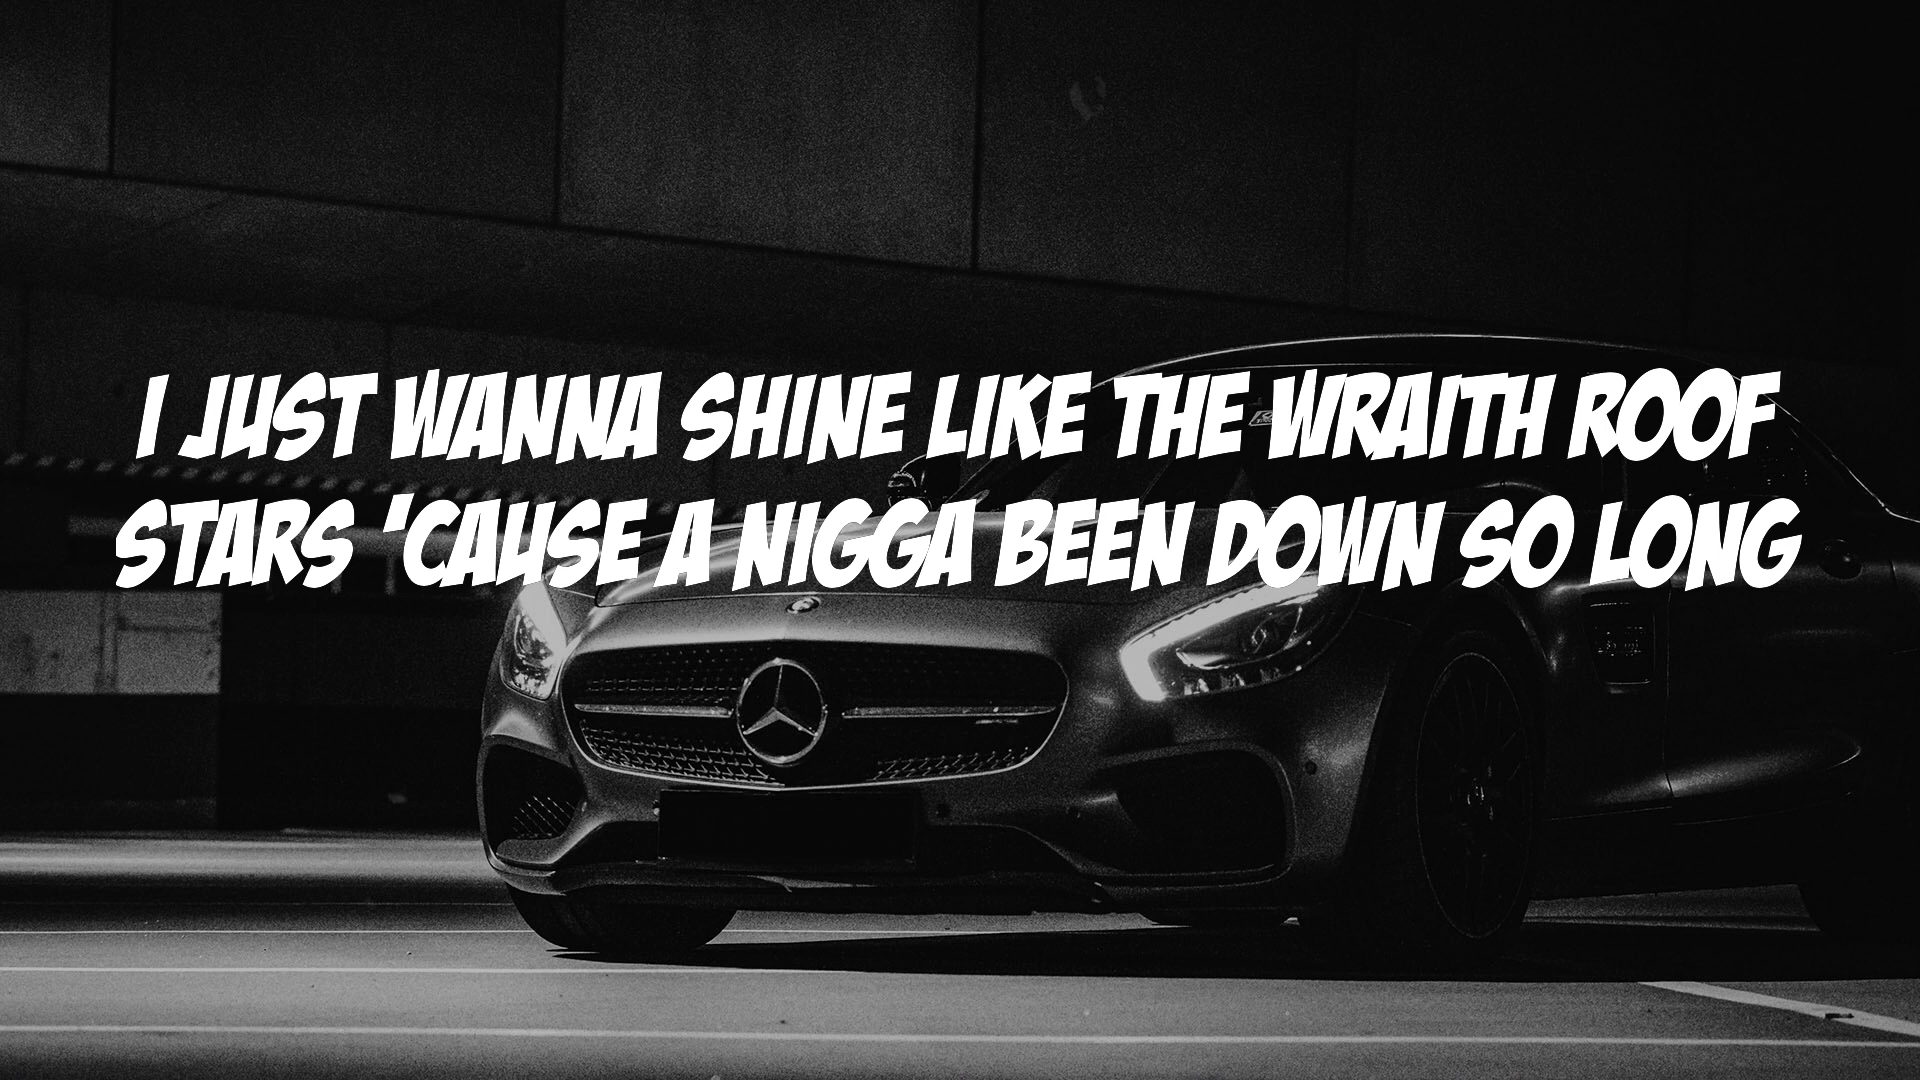 I JUST WANNA SHINE LIKE THE WRAITH ROOF
STARS 'CAUSE A NIGGA BEEN DOWN SO LONG